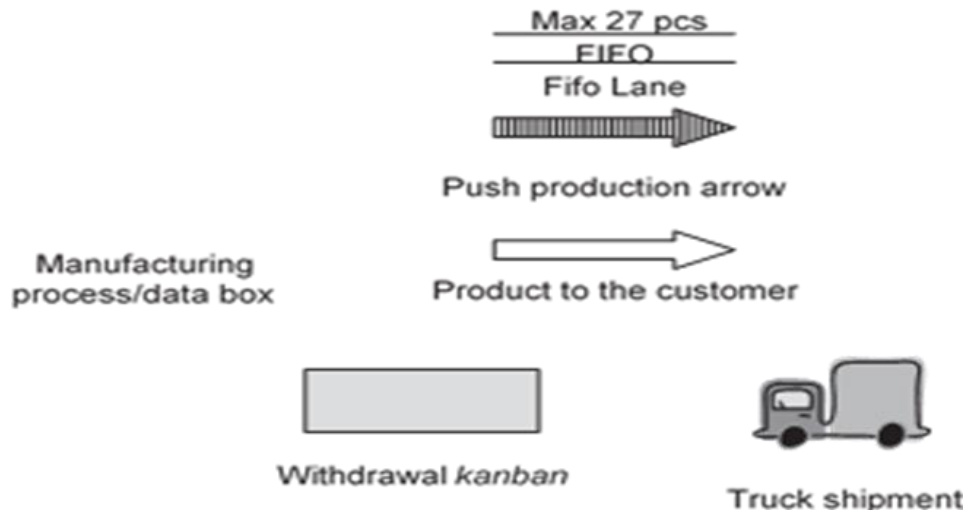 Max 27 pcs
FIFO
Fifo Lane
Push production arrow
Manufacturing
process/data box
Product to the customer
Withdrawal kanban
Truck shipment